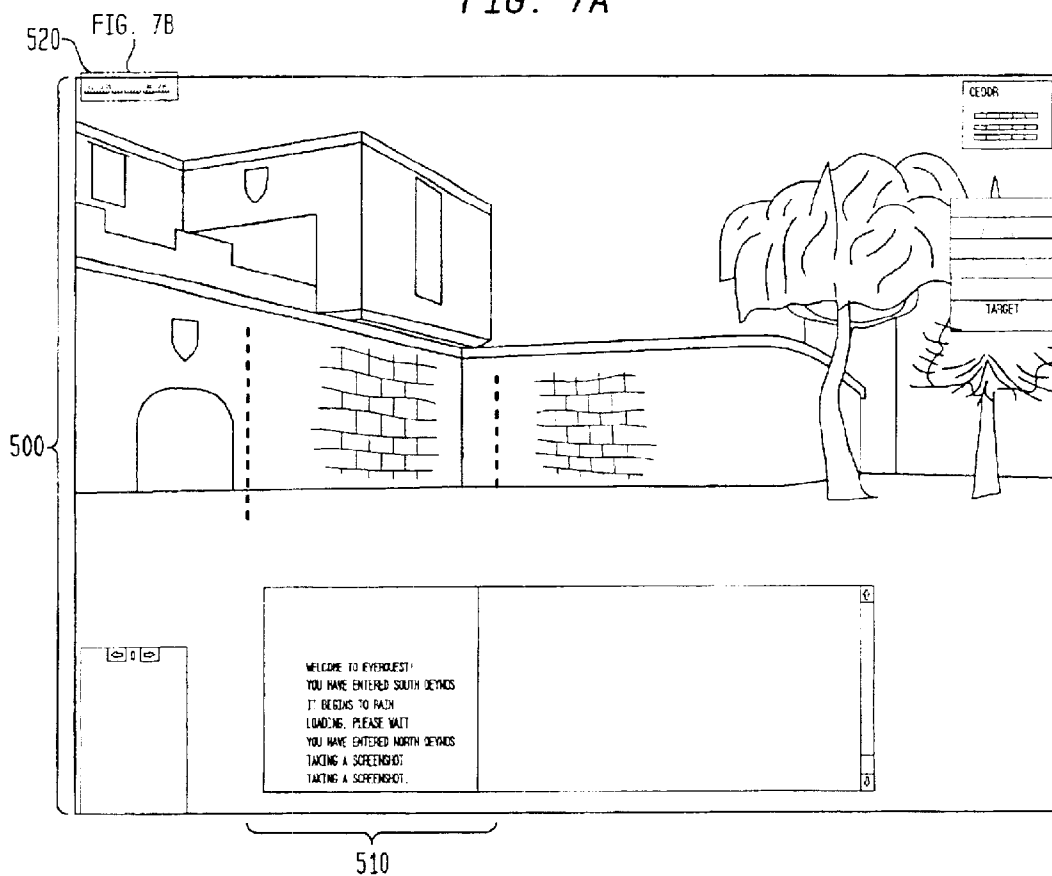 FIG. 7A
520
FIG. 7B
CEDDR
TARGET
500
WELCOME TO EVERQUEST!
YOU HAVE ENTERED SOUTH QEYNOS
IT BEGINS TO RAIN
LOADING, PLEASE WAIT
YOU HAVE ENTERED NORTH QEYNOS
TAKING A SCREENSHOT
TAKING A SCREENSHOT.
510